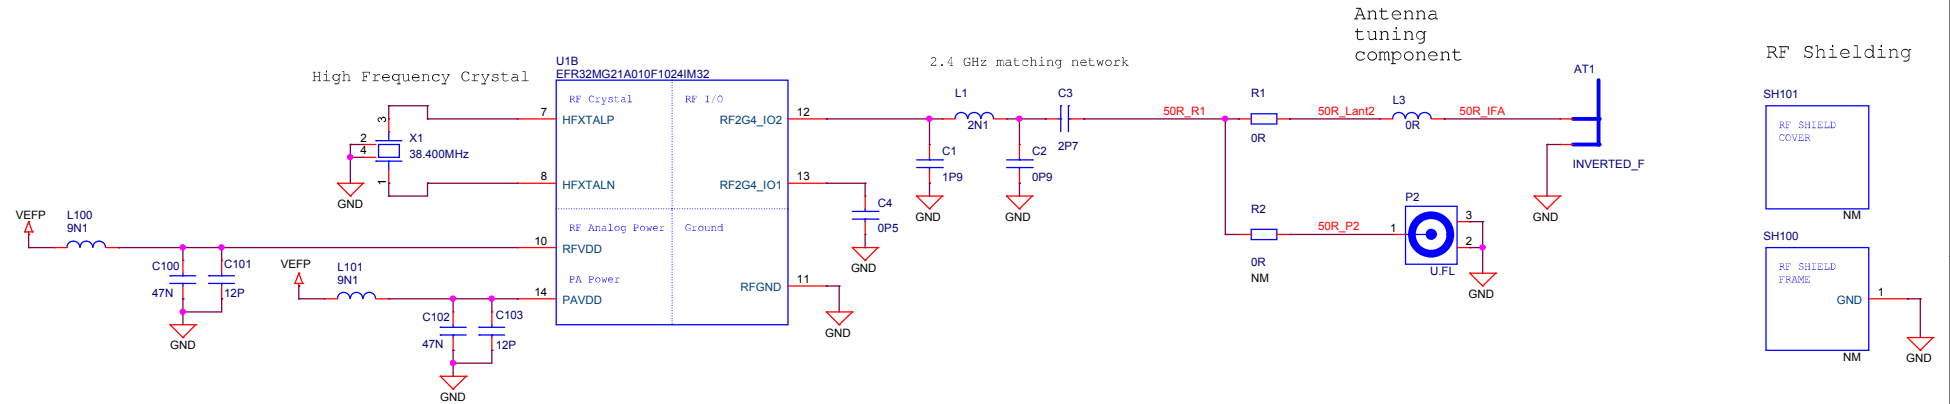 Antenna
tuning
component
RF Shielding
High Frequency Crystal
U1B
EFR32MG21A010F1024IM32
2.4 GHz matching network
AT1
RF Crystal
RF I/O
L1
C3
R1
L3
SH101
3
7
HFXTALP
RF2G4_IO2
12
2N1
2P7
50R_R1
0R
50R_Lant2
0R
50R_IFA
RF SHIELD
COVER
2
4
X1
38.400MHz
C1
1P9
C2
0P9
INVERTED_F
1
8
HFXTALN
RF2G4_IO1
13
GND
GND
GND
GND
C4
0P5
R2
P2
NM
VEFP
L100
9N1
RF Analog Power
Ground
50R_P2
1
3
2
SH100
10
RFVDD
GND
0R
NM
U.FL
C100
47N
C101
12P
VEFP
L101
9N1
PA Power
RF SHIELD
FRAME
14
PAVDD
RFGND
11
GND
GND
1
GND
C102
47N
C103
12P
GND
GND
NM
GND
GND